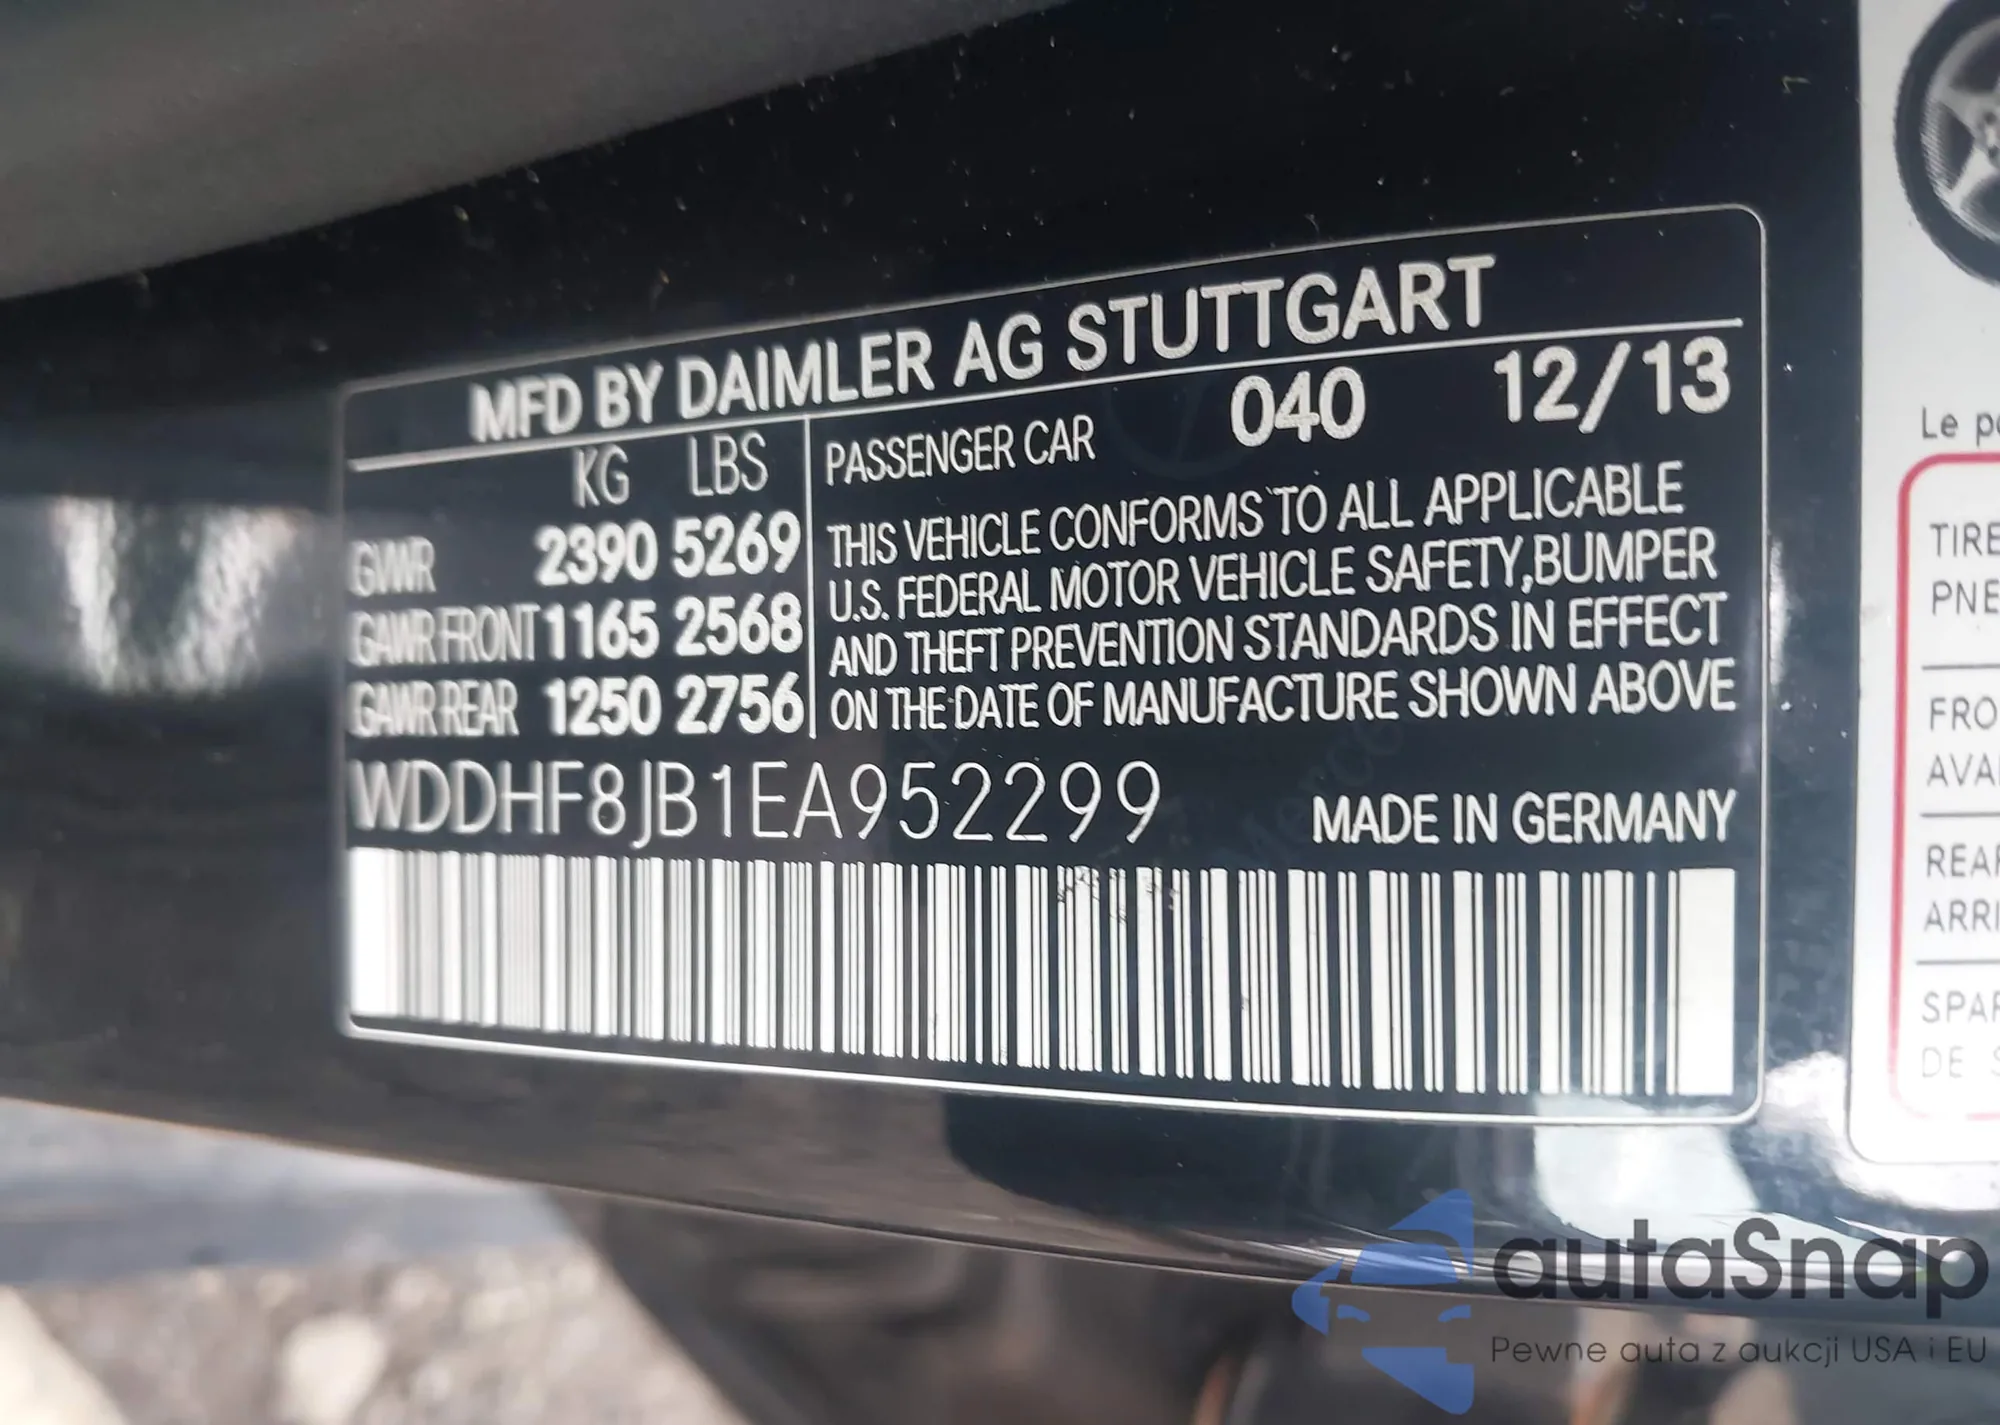 MFD BY DAIMLER AG STUTTGART
KG LBS
GVWR 2390 5269
GAWR FRONT 1165 2568
GAWR REAR 1250 2756
PASSENGER CAR 040 12/13
THIS VEHICLE CONFORMS TO ALL APPLICABLE
U.S. FEDERAL MOTOR VEHICLE SAFETY,BUMPER
AND THEFT PREVENTION STANDARDS IN EFFECT
ON THE DATE OF MANUFACTURE SHOWN ABOVE
WDDHF8JB1EA952299
MADE IN GERMANY
Le
TIRE
autaSnap
Pewne auta z aukcji USA i EU